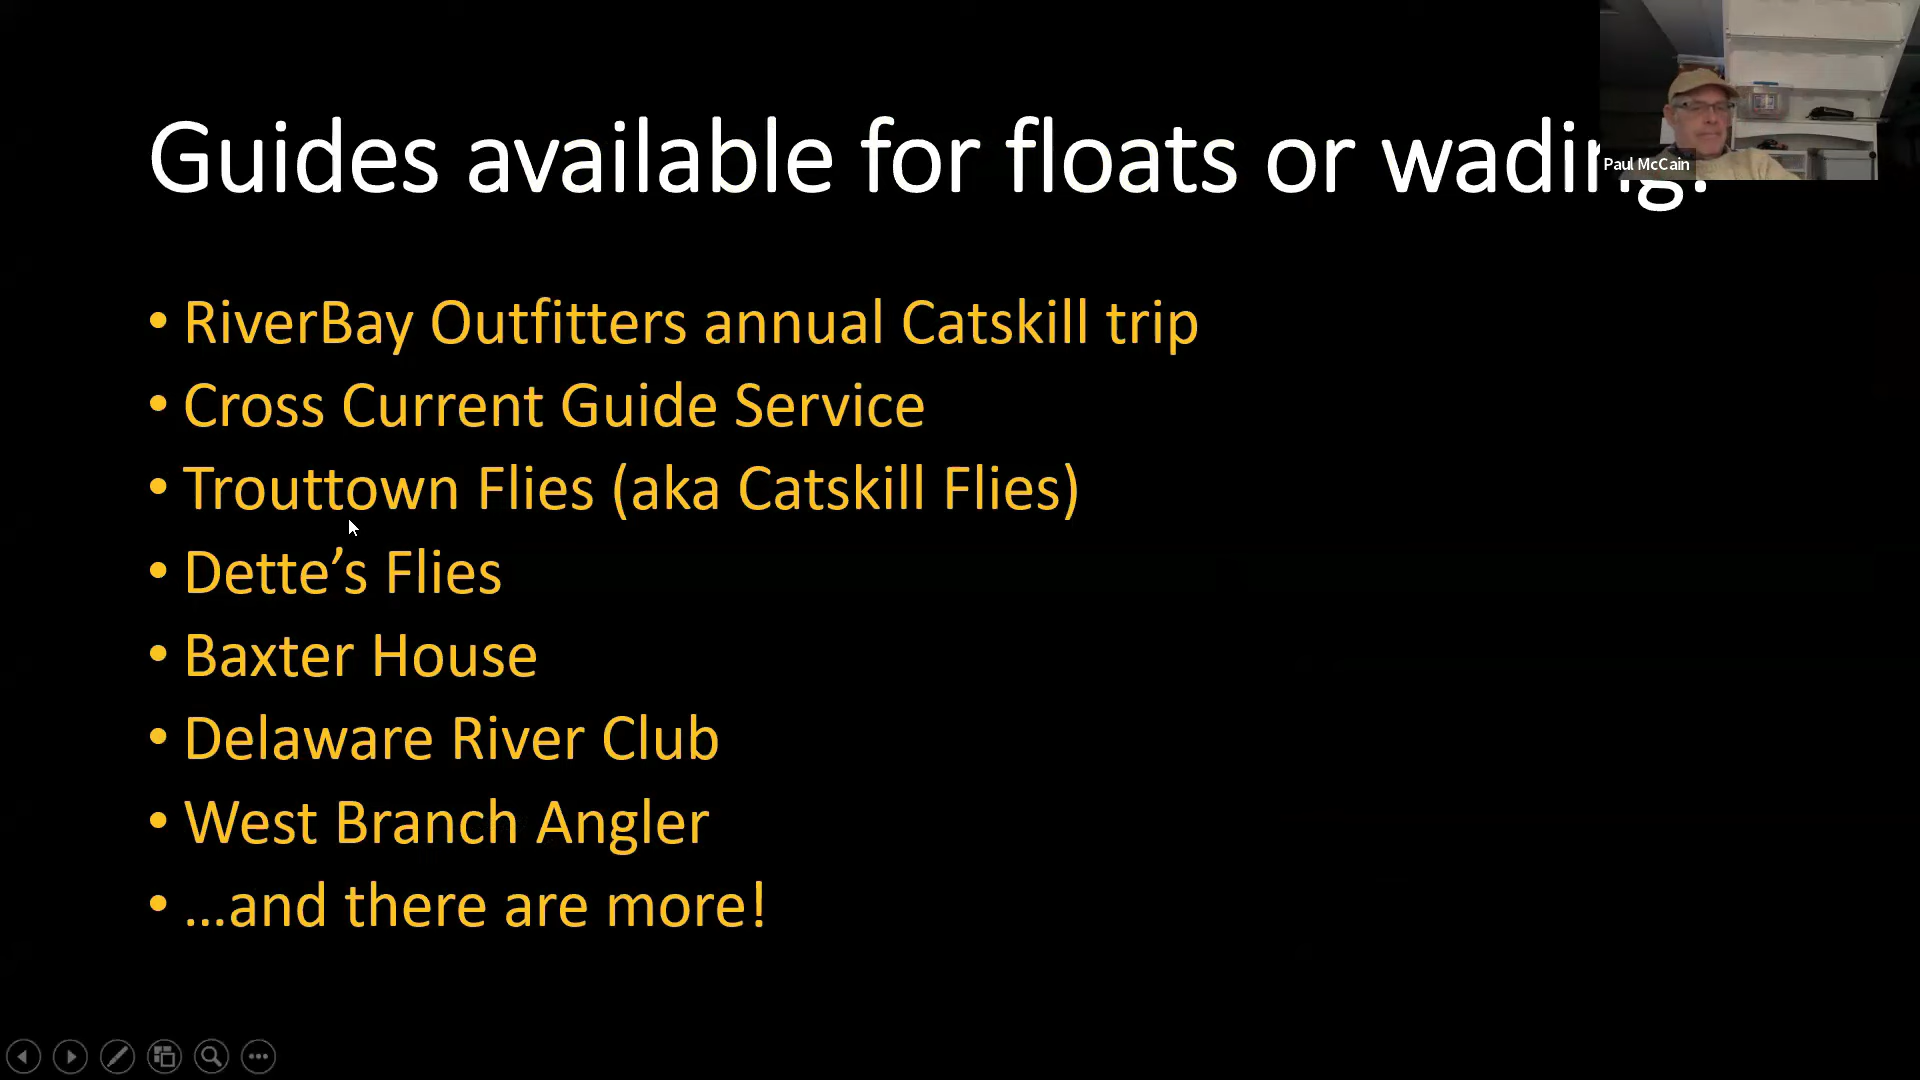 Guides available for floats or wading!
Paul McCain
• RiverBay Outfitters annual Catskill trip
• Cross Current Guide Service
• Trouttown Flies (aka Catskill Flies)
• Dette’s Flies
• Baxter House
• Delaware River Club
• West Branch Angler
• …and there are more!